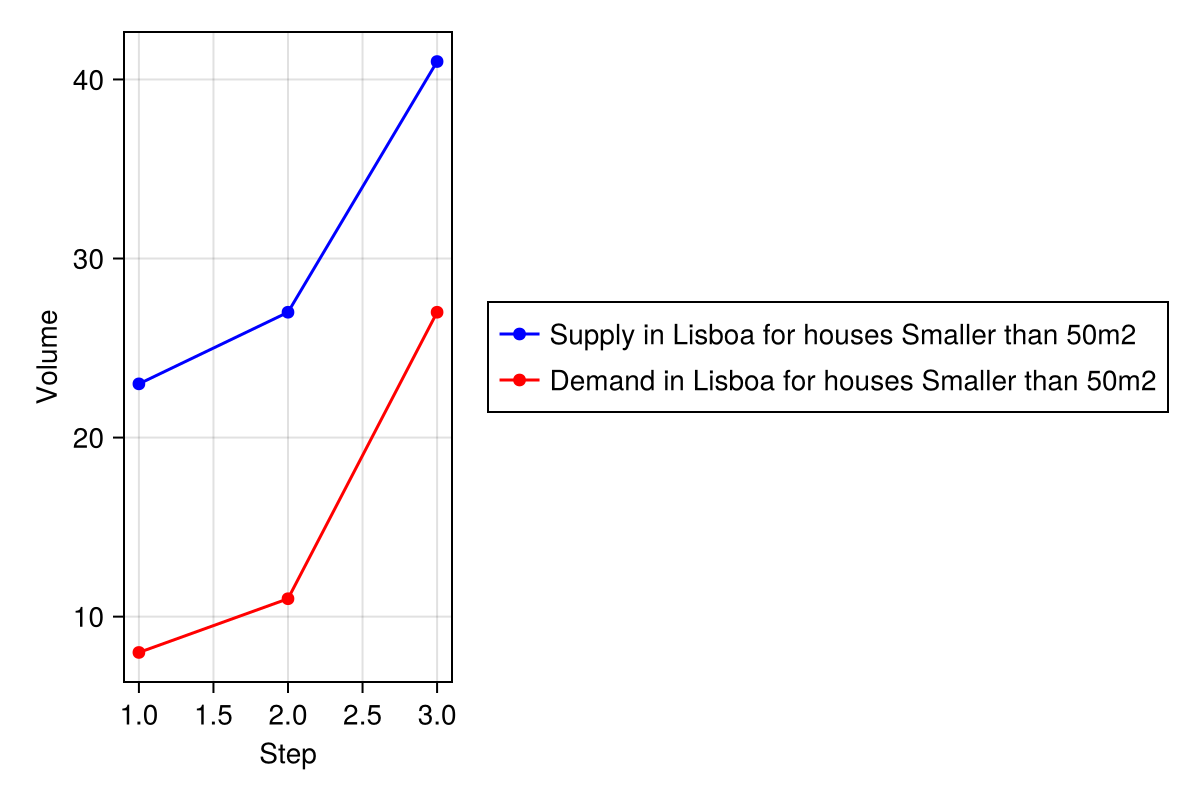 40
30
20
10
Volume
1.0 1.5 2.0 2.5 3.0
Step
Supply in Lisboa for houses Smaller than 50m2
Demand in Lisboa for houses Smaller than 50m2